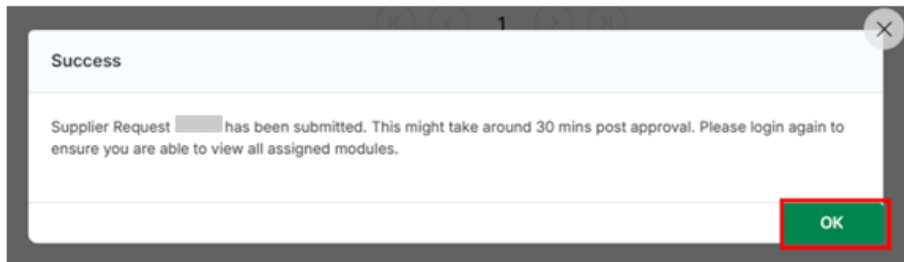 1
Success
Supplier Request has been submitted. This might take around 30 mins post approval. Please login again to
ensure you are able to view all assigned modules.
OK